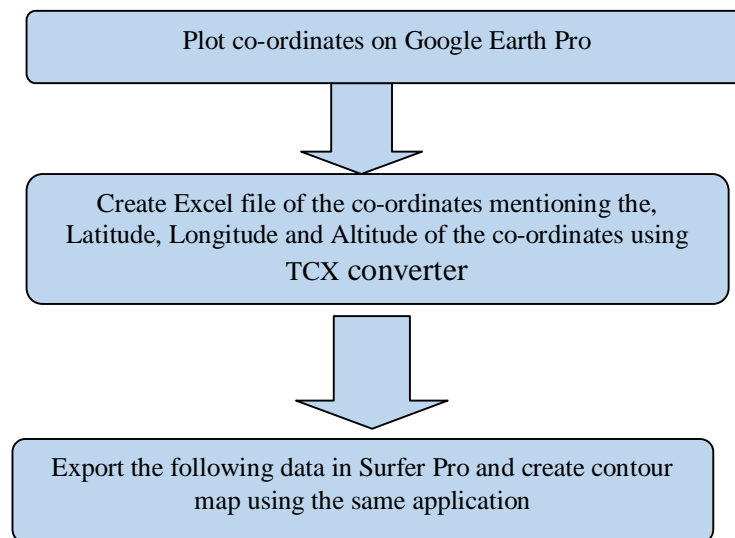 Plot co-ordinates on Google Earth Pro
Create Excel file of the co-ordinates mentioning the,
Latitude, Longitude and Altitude of the co-ordinates using
TCX converter
Export the following data in Surfer Pro and create contour
map using the same application